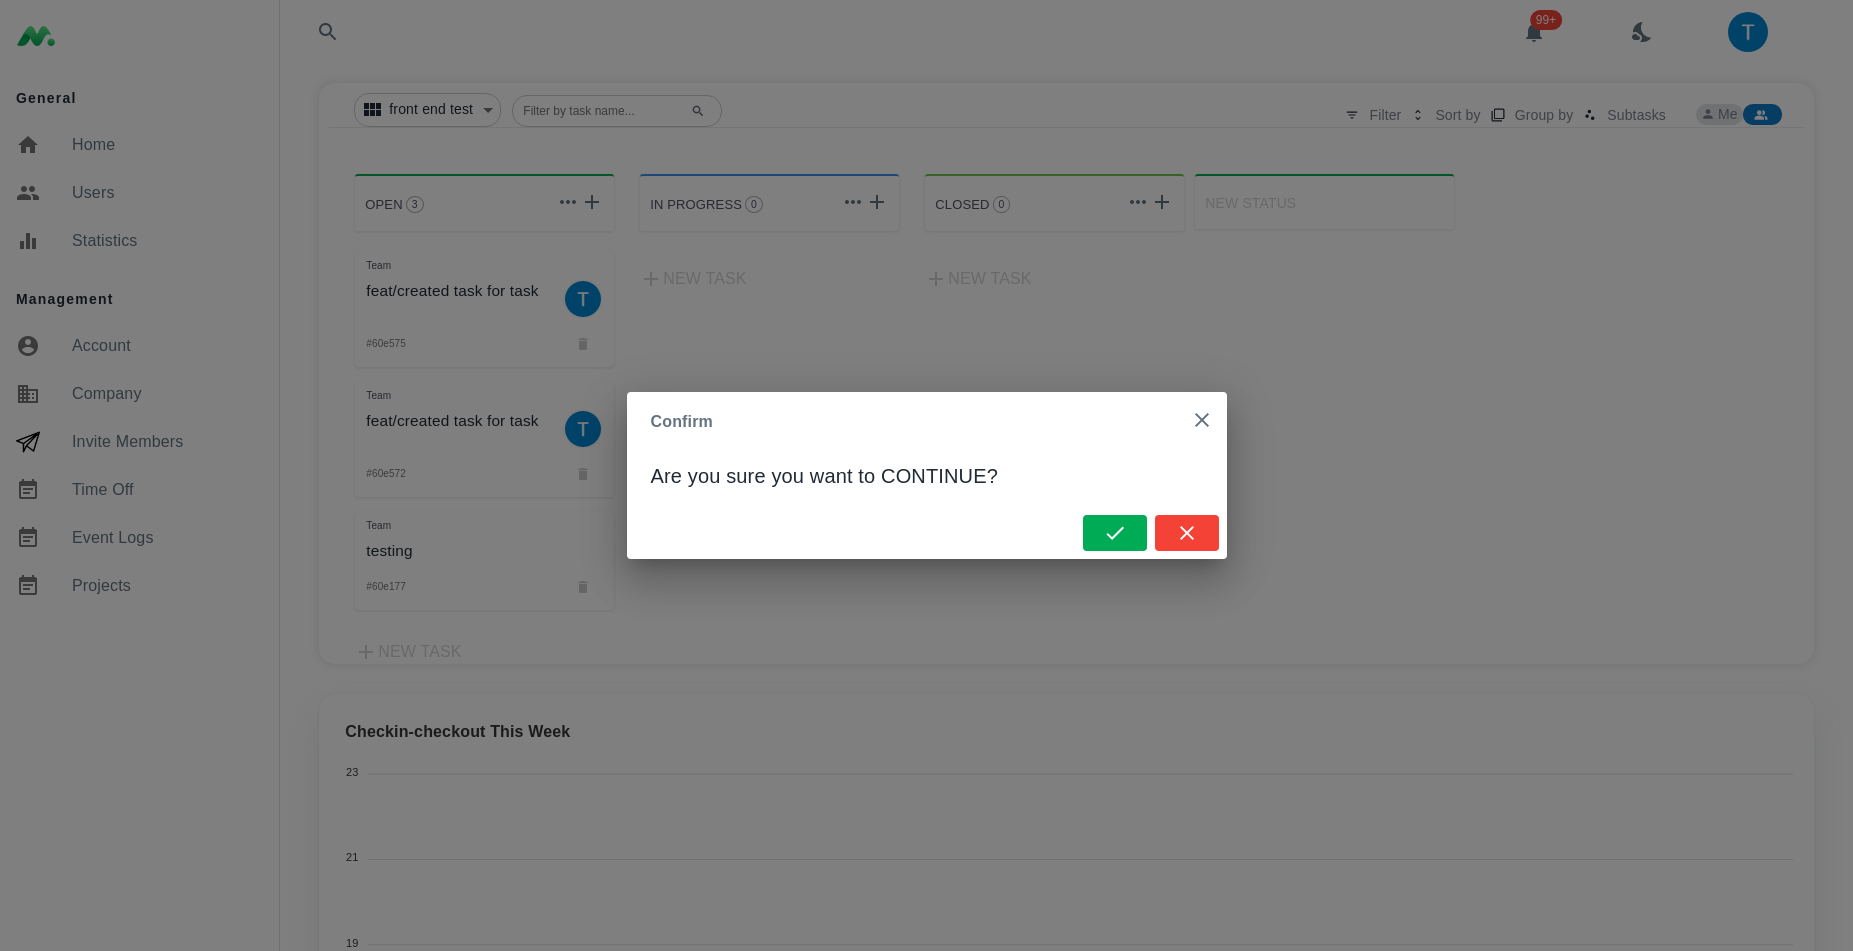 99+
T
General
Home
Users
Statistics
Management
Account
Company
Invite Members
Time Off
Event Logs
Projects
front end test
Filter by task name...
Filter
Sort by
Group by
Subtasks
Me
OPEN 3
IN PROGRESS 0
CLOSED 0
NEW STATUS
Team
feat/created task for task
T
#60e575
Team
feat/created task for task
T
#60e572
Team
testing
#60e177
+ NEW TASK
+ NEW TASK
+ NEW TASK
Confirm
Are you sure you want to CONTINUE?
Checkin-checkout This Week
23
21
19